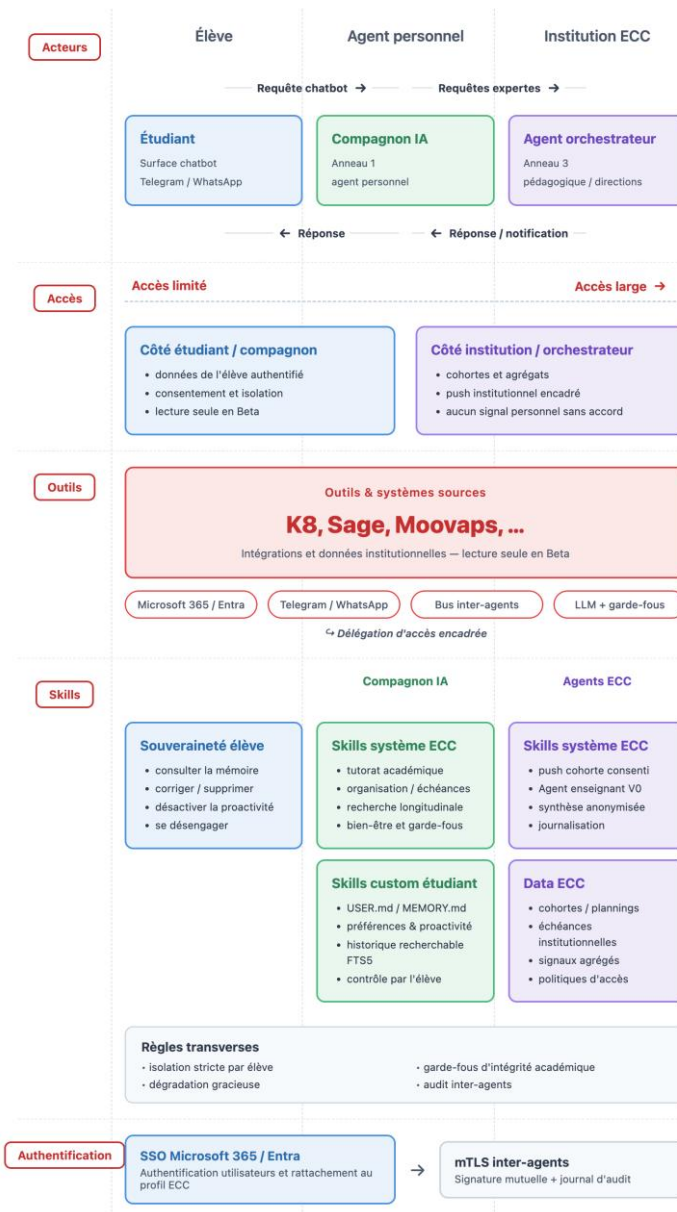 Acteurs
Élève
Agent personnel
Institution ECC
Requête chatbot →
Requêtes expertes →
Étudiant
Surface chatbot
Telegram / WhatsApp
Compagnon IA
Anneau 1
agent personnel
Agent orchestrateur
Anneau 3
pédagogique / directions
← Réponse
← Réponse / notification
Accès
Accès limité
Accès large →
Côté étudiant / compagnon
• données de l'élève authentifié
• consentement et isolation
• lecture seule en Beta
Côté institution / orchestrateur
• cohortes et agrégats
• push institutionnel encadré
• aucun signal personnel sans accord
Outils
Outils & systèmes sources
K8, Sage, Moovaps, ...
Intégrations et données institutionnelles — lecture seule en Beta
Microsoft 365 / Entra
Telegram / WhatsApp
Bus inter-agents
LLM + garde-fous
↪ Délégation d'accès encadrée
Skills
Compagnon IA
Agents ECC
Souveraineté élève
• consulter la mémoire
• corriger / supprimer
• désactiver la proactivité
• se désengager
Skills système ECC
• tutorat académique
• organisation / échéances
• recherche longitudinale
• bien-être et garde-fous
Skills système ECC
• push cohorte consenti
• Agent enseignant V0
• synthèse anonymisée
• journalisation
Skills custom étudiant
• USER.md / MEMORY.md
• préférences & proactivité
• historique recherchable
FTS5
• contrôle par l'élève
Data ECC
• cohortes / plannings
• échéances
institutionnelles
• signaux agrégés
• politiques d'accès
Règles transverses
· isolation stricte par élève
· dégradation gracieuse
· garde-fous d'intégrité académique
· audit inter-agents
Authentification
SSO Microsoft 365 / Entra
Authentification utilisateurs et rattachement au
profil ECC
→
mTLS inter-agents
Signature mutuelle + journal d'audit